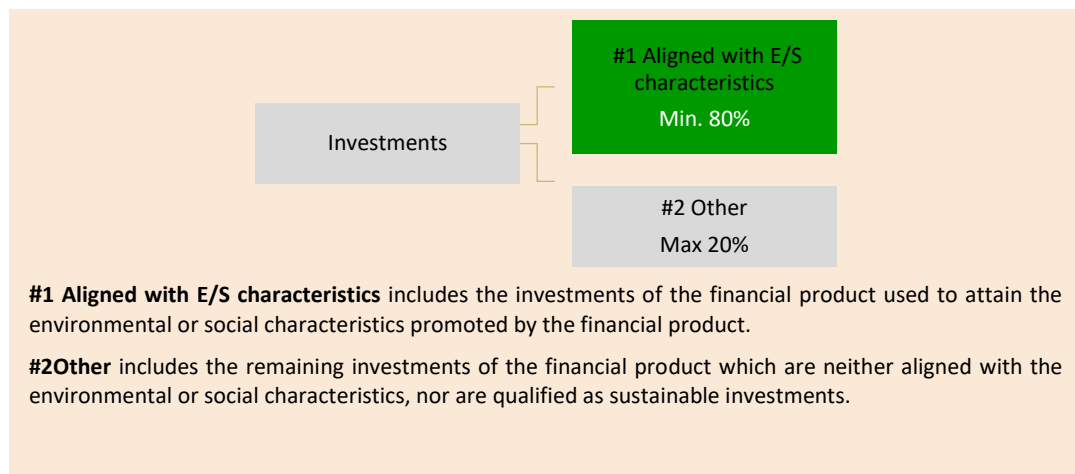 #1 Aligned with E/S
characteristics
Min. 80%
Investments
#2 Other
Max 20%
#1 Aligned with E/S characteristics includes the investments of the financial product used to attain the
environmental or social characteristics promoted by the financial product.
#2Other includes the remaining investments of the financial product which are neither aligned with the
environmental or social characteristics, nor are qualified as sustainable investments.